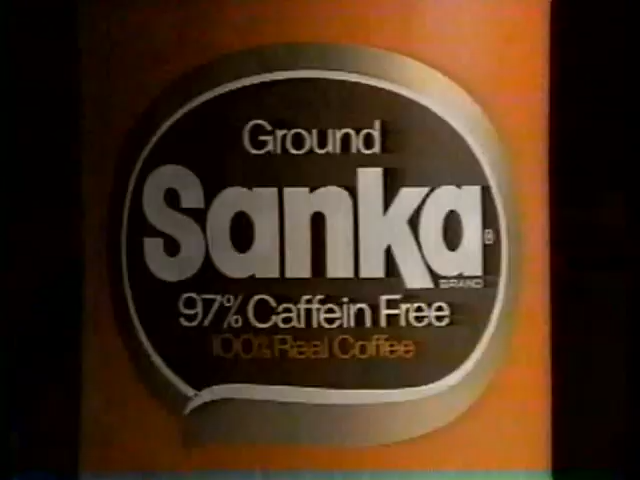 Ground
Sanka®
BRAND
97% Caffein Free
100% Real Coffee